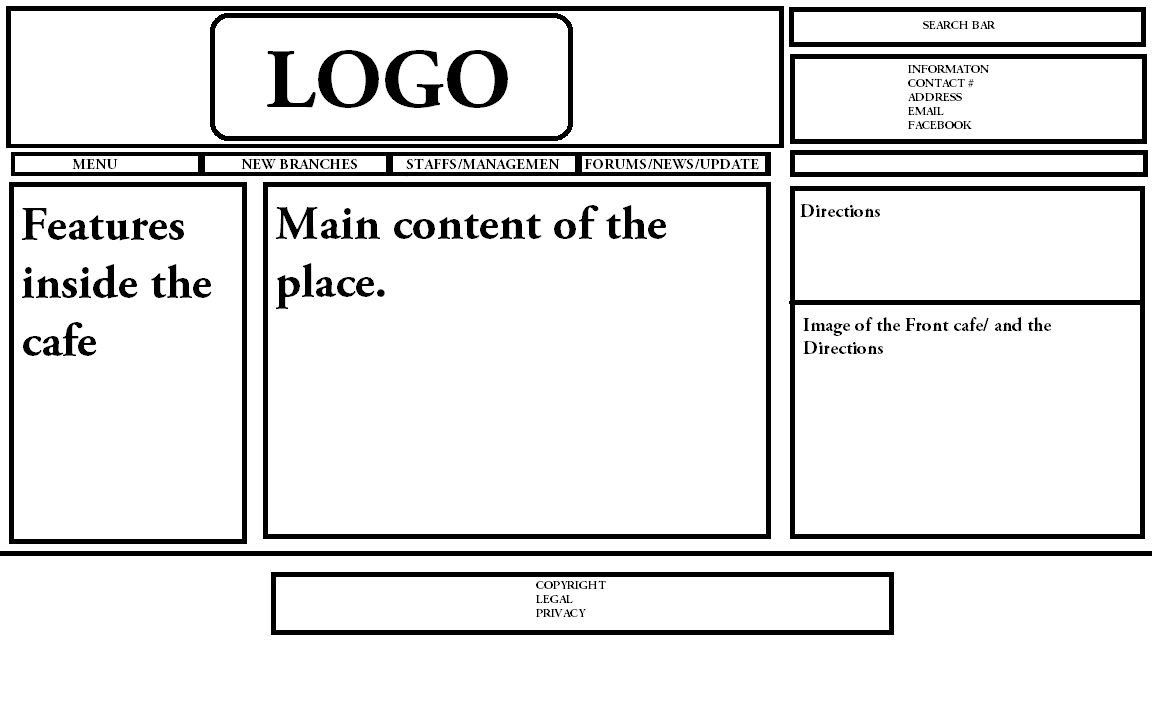 LOGO
SEARCH BAR
INFORMATON
CONTACT #
ADDRESS
EMAIL
FACEBOOK
MENU
NEW BRANCHES
STAFFS/MANAGEMEN
FORUMS/NEWS/UPDATE
Features
inside the
cafe
Main content of the
place.
Directions
Image of the Front cafe/ and the
Directions
COPYRIGHT
LEGAL
PRIVACY